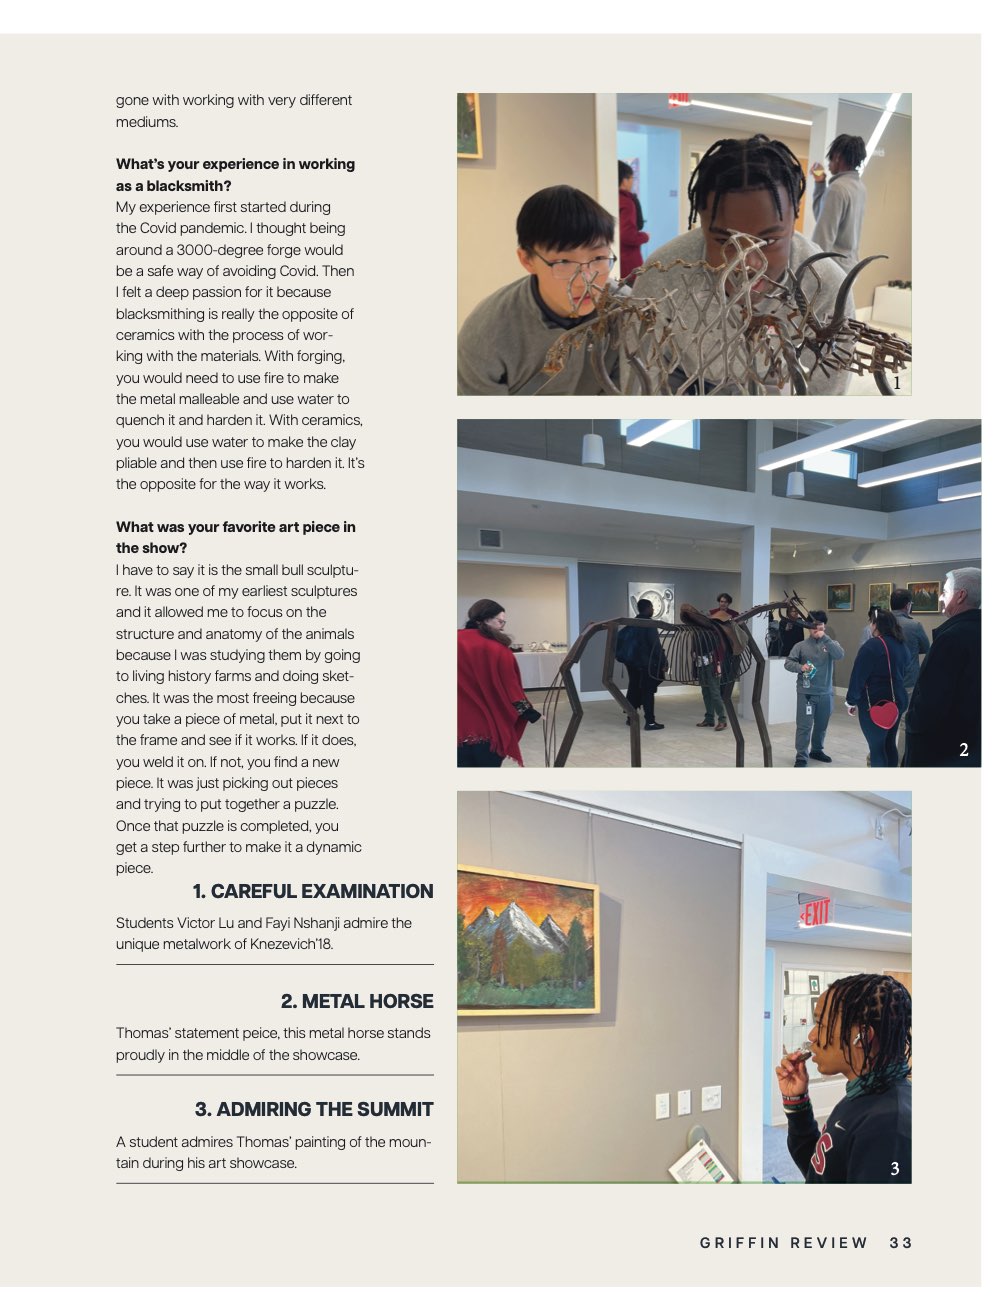 gone with working with very different
mediums.
What's your experience in working
as a blacksmith?
My experience first started during
the Covid pandemic. I thought being
around a 3000-degree forge would
be a safe way of avoiding Covid. Then
I felt a deep passion for it because
blacksmithing is really the opposite of
ceramics with the process of wor-
king with the materials. With forging,
you would need to use fire to make
the metal malleable and use water to
quench it and harden it. With ceramics,
you would use water to make the clay
pliable and then use fire to harden it. It's
the opposite for the way it works.
What was your favorite art piece in
the show?
I have to say it is the small bull sculptu-
re. It was one of my earliest sculptures
and it allowed me to focus on the
structure and anatomy of the animals
because I was studying them by going
to living history farms and doing sket-
ches. It was the most freeing because
you take a piece of metal, put it next to
the frame and see if it works. If it does,
you weld it on. If not, you find a new
piece. It was just picking out pieces
and trying to put together a puzzle.
Once that puzzle is completed, you
get a step further to make it a dynamic
piece.
1. CAREFUL EXAMINATION
Students Victor Lu and Fayi Nshanji admire the
unique metalwork of Knezevich'18.
2. METAL HORSE
Thomas' statement peice, this metal horse stands
proudly in the middle of the showcase.
3. ADMIRING THE SUMMIT
A student admires Thomas' painting of the moun-
tain during his art showcase.
1
2
EXIT
S
3
GRIFFIN REVIEW 33